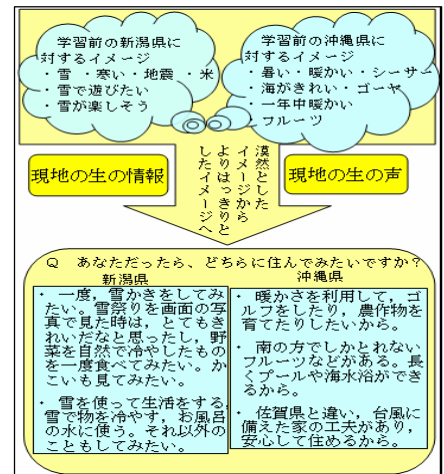 学習前の新潟県に
対するイメージ
・雪・寒い・地震・米
・雪で遊びたい
・雪が楽しそう
学習前の沖縄県に
対するイメージ
・暑い・暖かい・シーサー
・海がきれい・ゴーヤ
・一年中暖かい
・フルーツ
漠然とした
イメージから
よりはっきりと
したイメージへ
現地の生の情報
現地の生の声
Q あなただったら、どちらに住んでみたいですか?
新潟県
・ 一度,雪かきをしてみ
たい。雪祭りを画面の写
真で見た時は,とてもき
れいだなと思ったし,野
菜を自然で冷やしたもの
を一度食べてみたい。か
こいも見てみたい。
・ 雪を使って生活をする,
雪で物を冷やす,お風呂
の水に使う。それ以外の
こともしてみたい。
沖縄県
・ 暖かさを利用して,ゴ
ルフをしたり,農作物を
育てたりしたいから。
・ 南の方でしかとれない
フルーツなどがある。長
くプールや海水浴ができ
るから。
・ 佐賀県と違い,台風に
備えた家の工夫があり,
安心して住めるから。